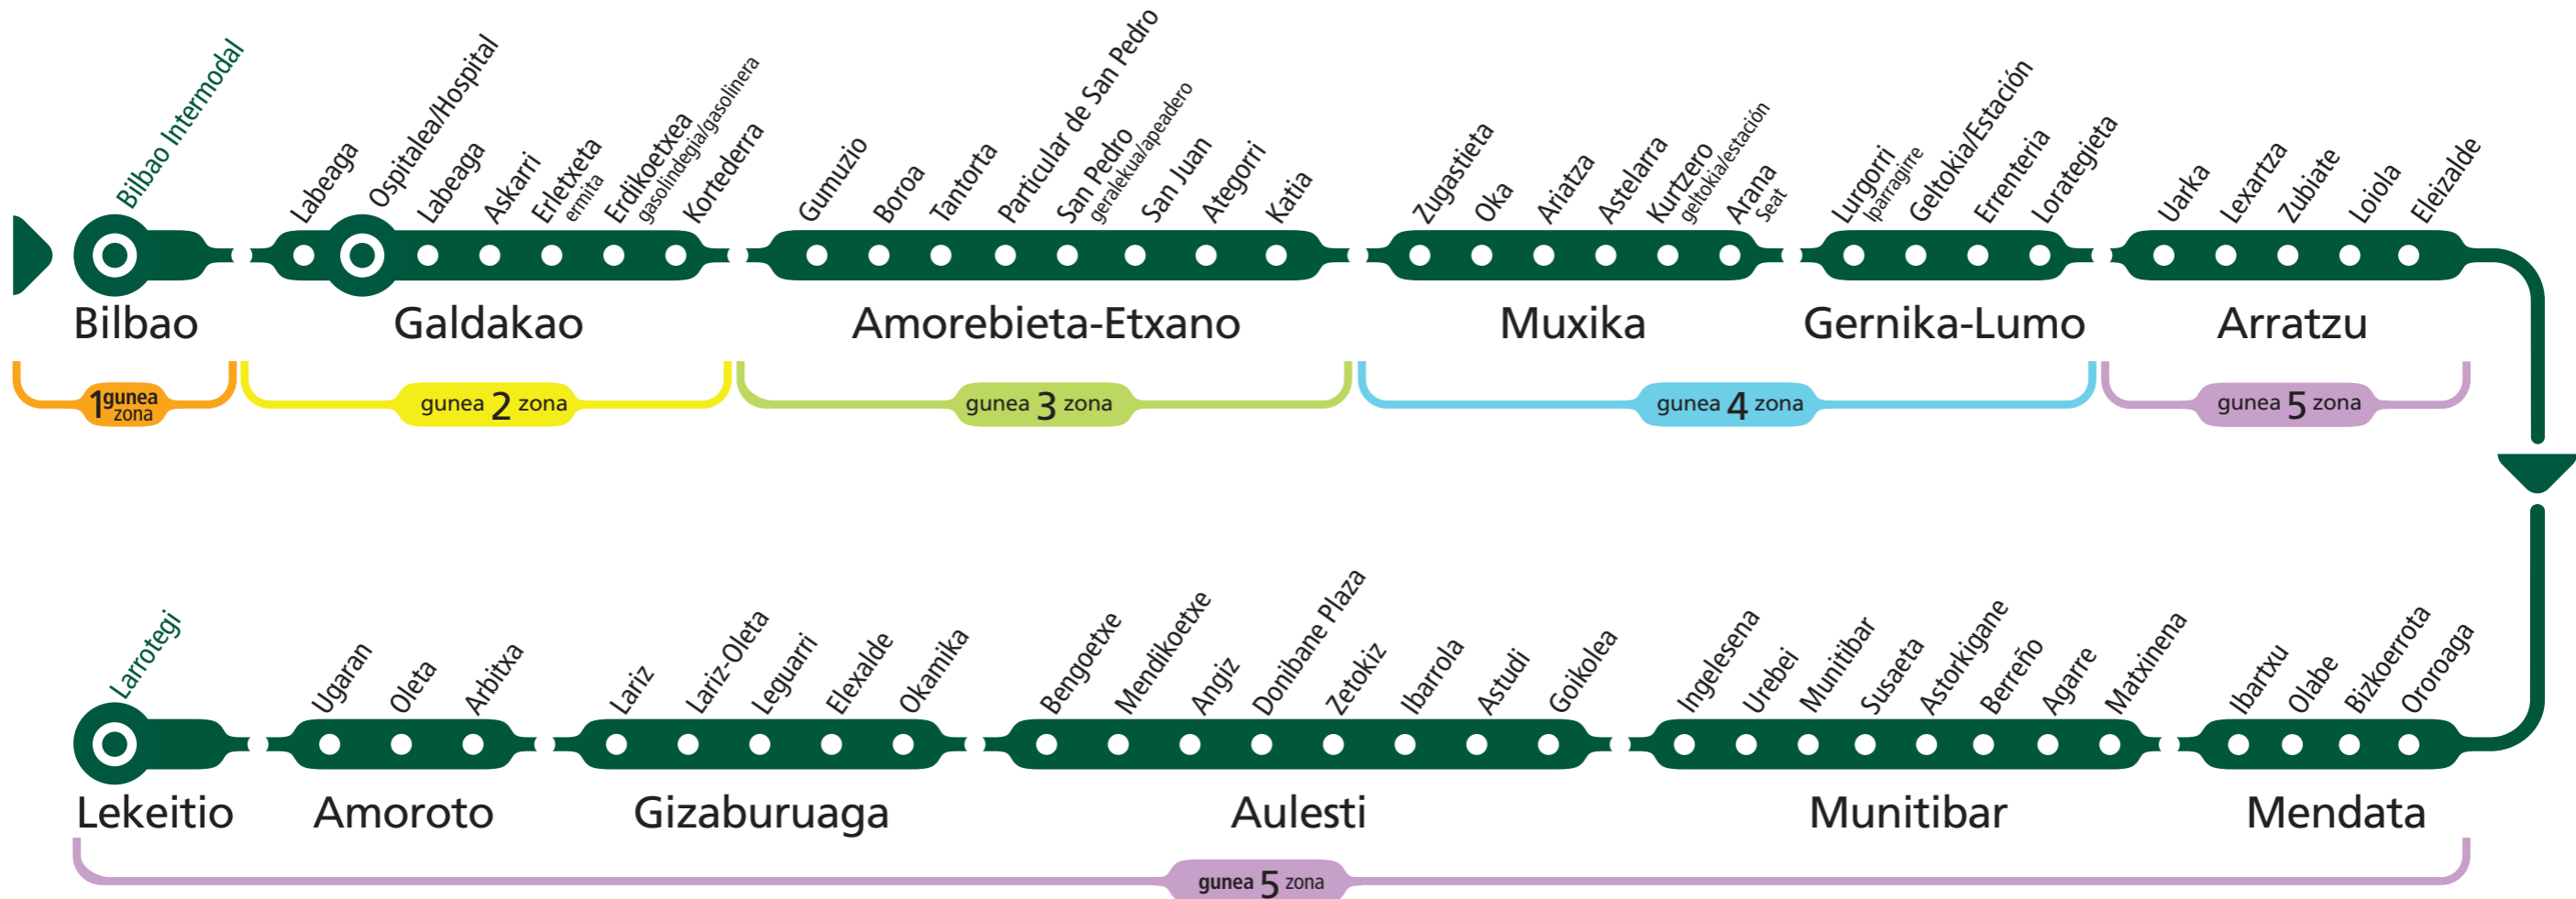 Bilbao Intermodal
Labeaga
Ospitalea/Hospital
Labeaga
Askarri
Erletxeta
ermita
Erdikoetxea
gasolindegia/gasolinera
Kortederra
Gumuzio
Boroa
Tantorta
Particular de San Pedro
San Pedro
geralekua/apeadero
San Juan
Ategorri
Katia
Zugastieta
Oka
Ariatza
Astelarra
Kurtzero
geltokia/estación
Arana
Seat
Lurgorri
Iparragirre
Geltokia/Estación
Errenteria
Lorategieta
Uarka
Lexartza
Zubiate
Loiola
Eleizalde
Bilbao
Galdakao
Amorebieta-Etxano
Muxika
Gernika-Lumo
Arratzu
1 gunea
zona
gunea 2 zona
gunea 3 zona
gunea 4 zona
gunea 5 zona
Larrotegi
Ugaran
Oleta
Arbitxa
Lariz
Lariz-Oleta
Leguarri
Elexalde
Okamika
Bengoetxe
Mendikoetxe
Angiz
Donibane Plaza
Zetokiz
Ibarrola
Astudi
Goikolea
Inglesena
Urebei
Munitibar
Susaeta
Astorkigane
Berreño
Agarre
Matxinena
Ibartxu
Olabe
Bizkoerrota
Ororoaga
Lekeitio
Amoroto
Gizaburuaga
Aulesti
Munitibar
Mendata
gunea 5 zona